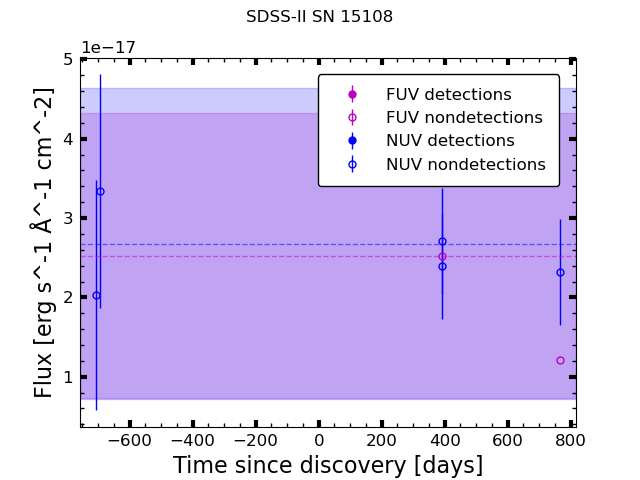 SDSS-II SN 15108
1e−17
5
4
3
2
1
Flux [erg s^-1 Å^-1 cm^-2]
FUV detections
FUV nondetections
NUV detections
NUV nondetections
−600 −400 −200 0 200 400 600 800
Time since discovery [days]